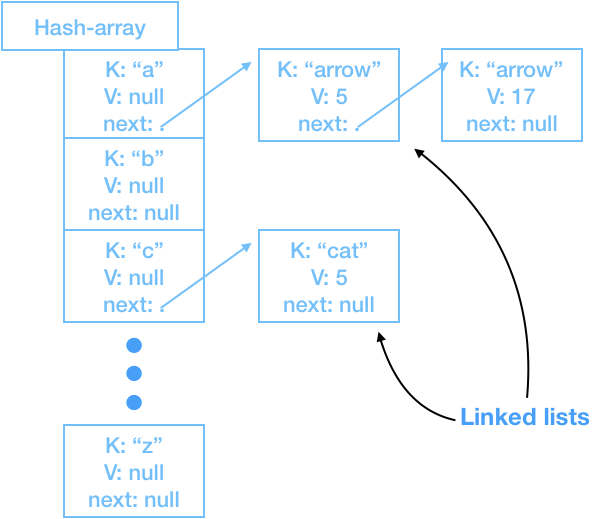 Hash-array
K: “a”
V: null
next: .
K: “arrow”
V: 5
next: .
K: “arrow”
V: 17
next: null
K: “b”
V: null
next: null
K: “c”
V: null
next: .
K: “cat”
V: 5
next: null
Linked lists
K: “z”
V: null
next: null